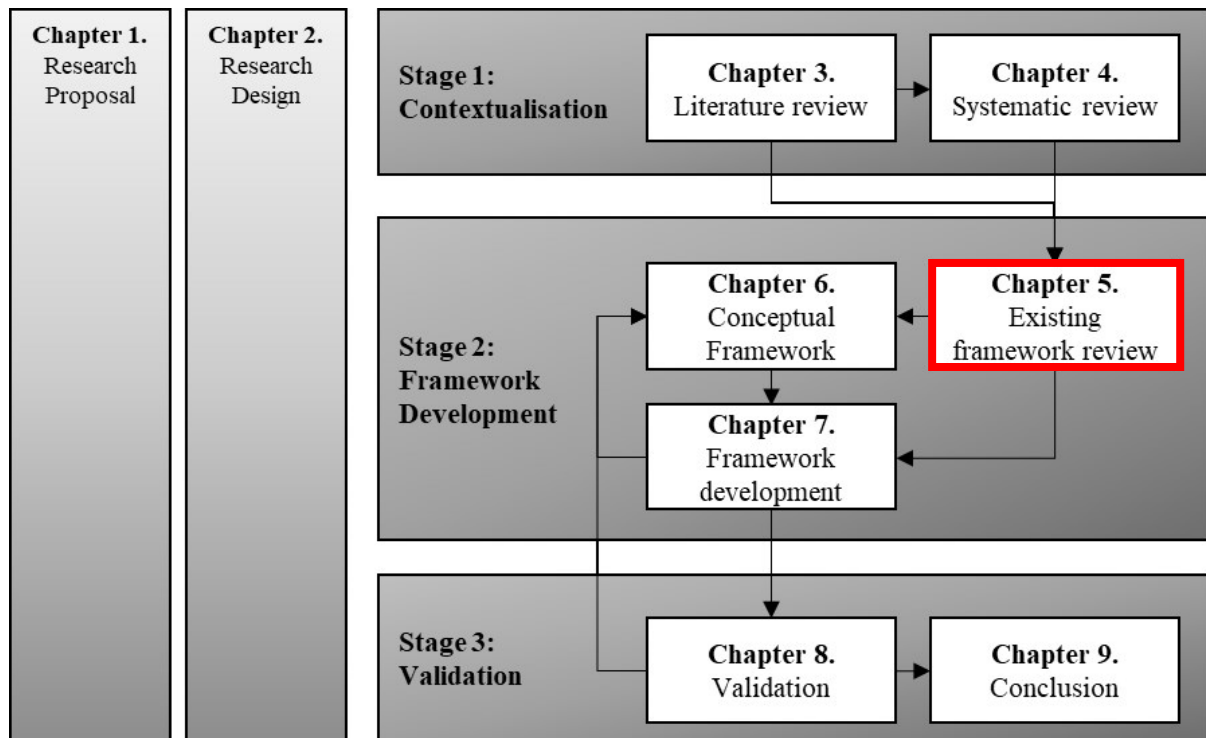 Chapter 1.
Research
Proposal
Chapter 2.
Research
Design
Stage 1:
Contextualisation
Chapter 3.
Literature review
Chapter 4.
Systematic review
Stage 2:
Framework
Development
Chapter 6.
Conceptual
Framework
Chapter 5.
Existing
framework review
Chapter 7.
Framework
development
Stage 3:
Validation
Chapter 8.
Validation
Chapter 9.
Conclusion